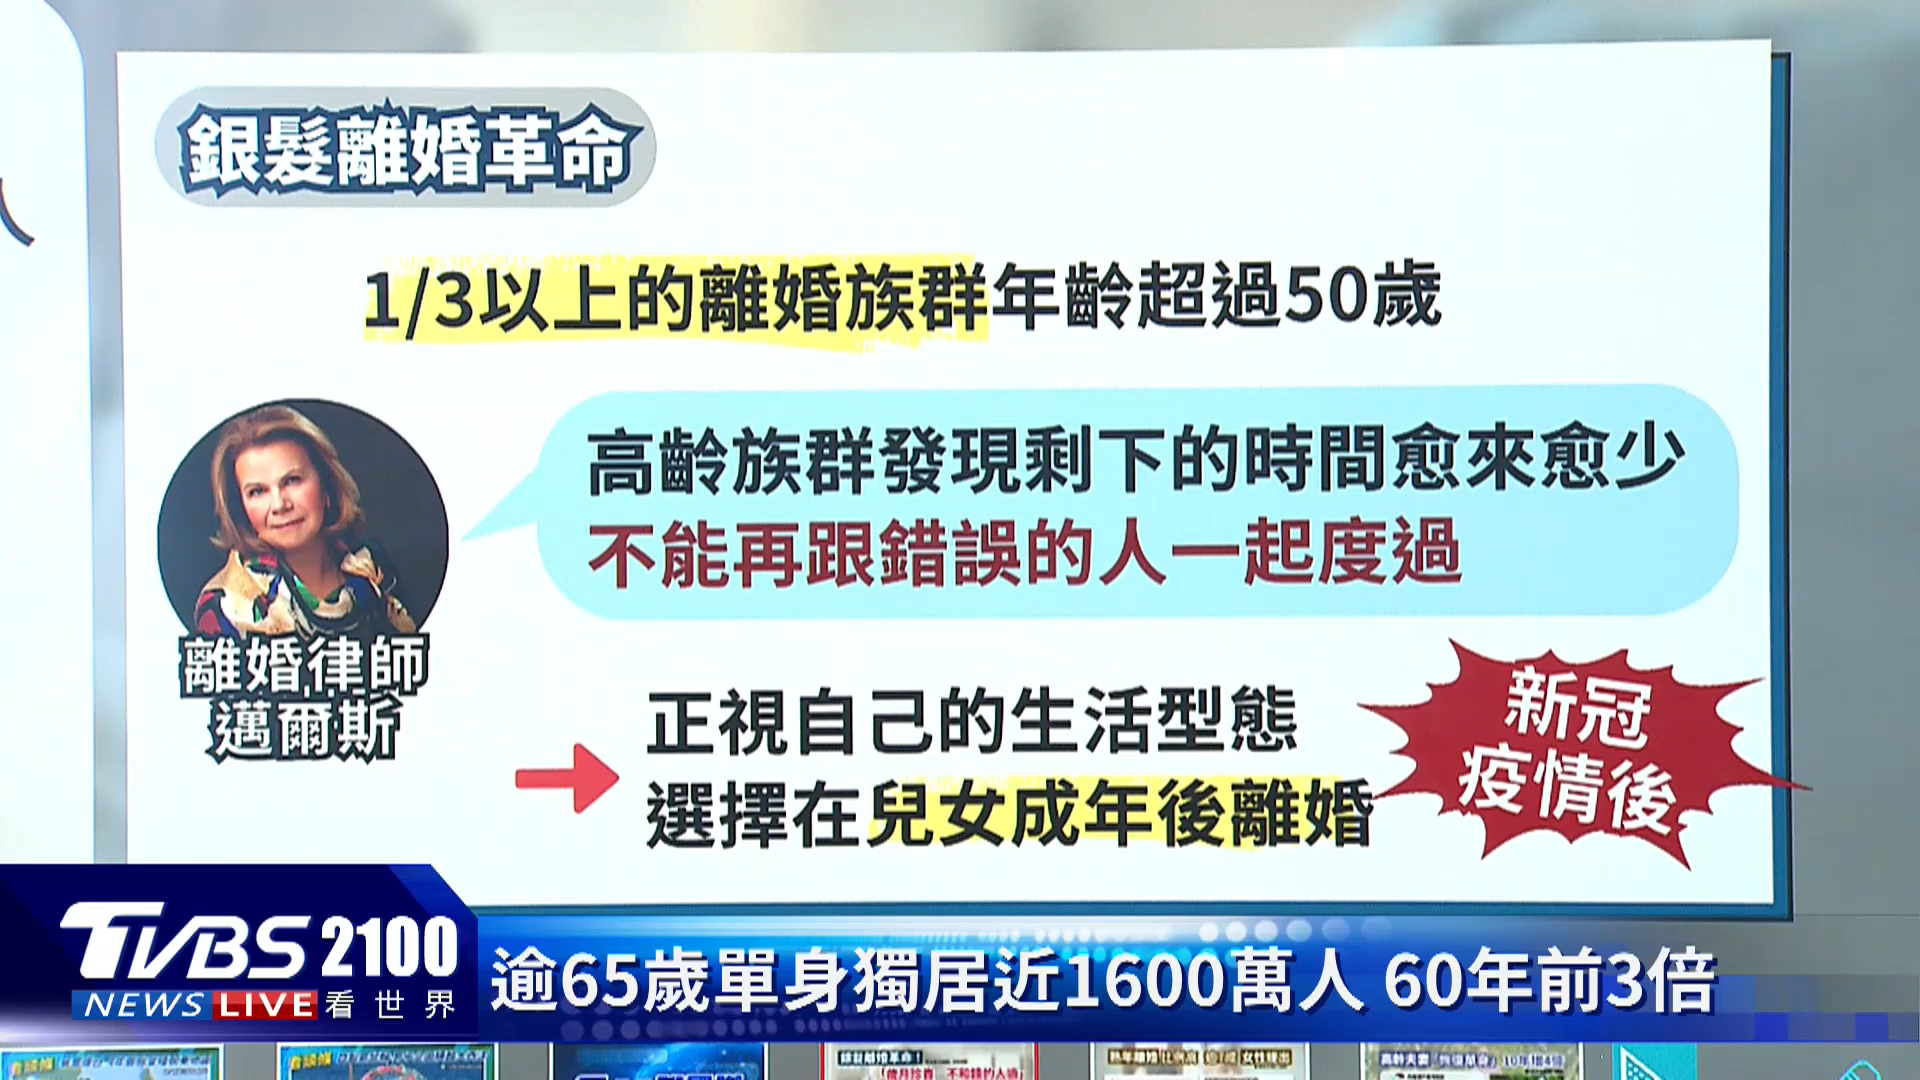 人
銀髮離婚革命
1/3以上的離婚族群年齡超過50歲
高齡族群發現剩下的時間愈來愈少
不能再跟錯誤的人一起度過
離婚律師
邁爾斯
正視自己的生活型態
選擇在兒女成年後離婚
新冠
疫情後
TVBS 2100
NEWS LIVE 看世界
逾65歲單身獨居近1600萬人 60年前3倍